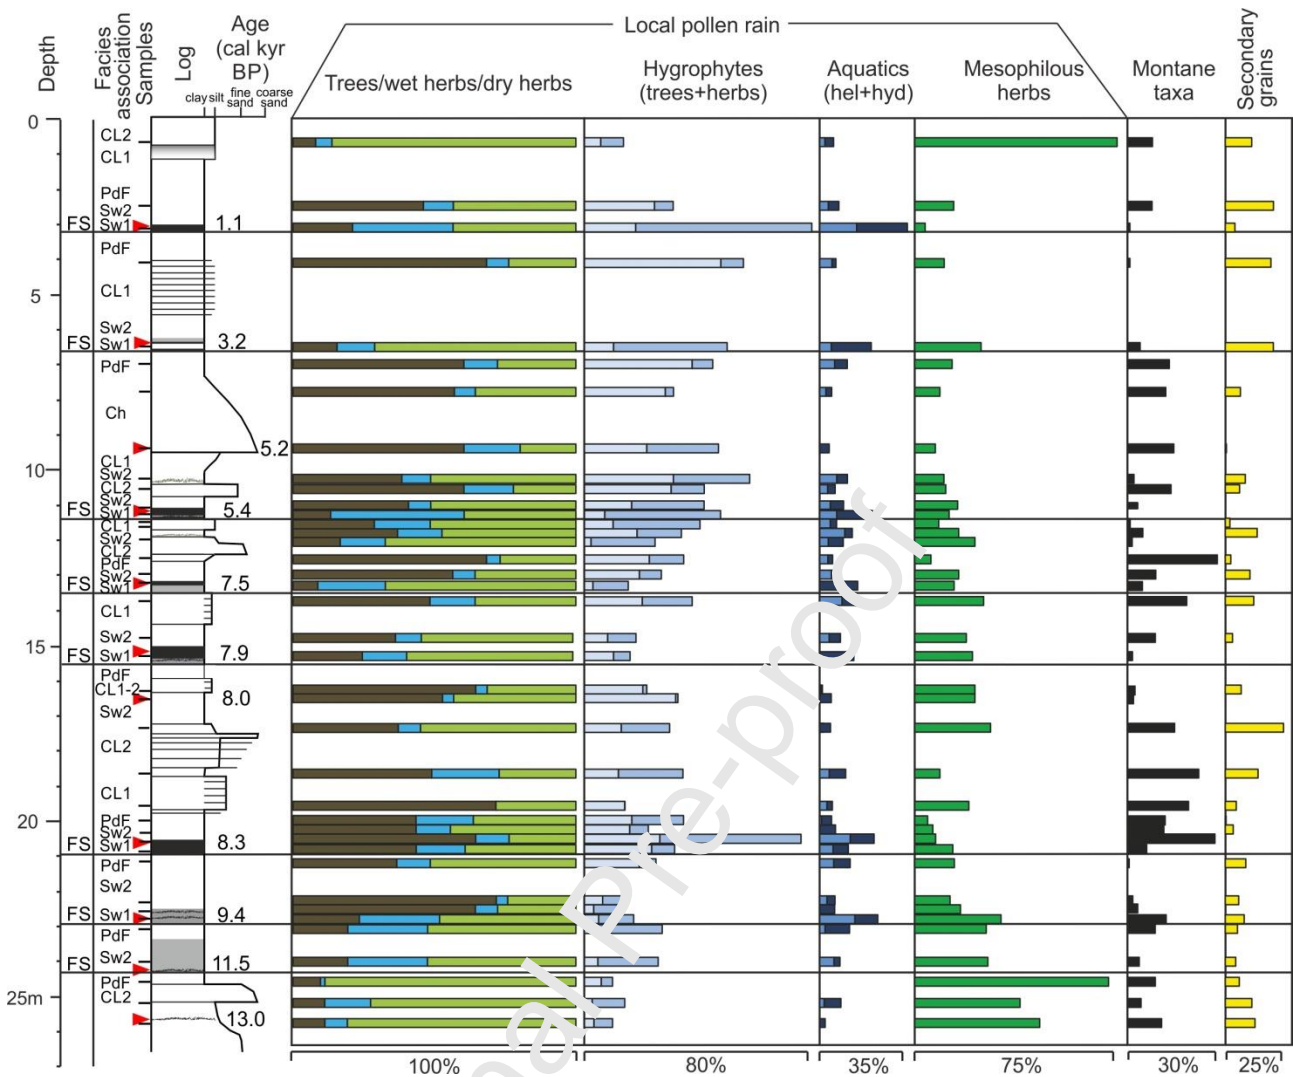 Local pollen rain
Depth
Facies
association
Samples
Log
Age
(cal kyr
BP)
clay silt fine sand coarse sand
Trees/wet herbs/dry herbs
Hygrophytes
(trees+herbs)
Aquatics
(hel+hyd)
Mesophilous
herbs
Montane
taxa
Secondary
grains
0
CL2
CL1
PdF
Sw2
FS Sw1 1.1
PdF
5
CL1
Sw2
FS Sw1 3.2
PdF
Ch
5.2
CL1
10
Sw2
CL2
Sw2
FS Sw1 5.4
CL1
Sw2
CL2
PdF
Sw2
FS Sw1 7.5
CL1
Sw2
15
FS Sw1 7.9
PdF
CL1-2
8.0
Sw2
CL2
CL1
20
PdF
Sw2
FS Sw1 8.3
PdF
Sw2
FS Sw1 9.4
PdF
Sw2
FS 11.5
PdF
25m
CL2
13.0
100% 80% 35% 75% 30% 25%
nal Pre-proof